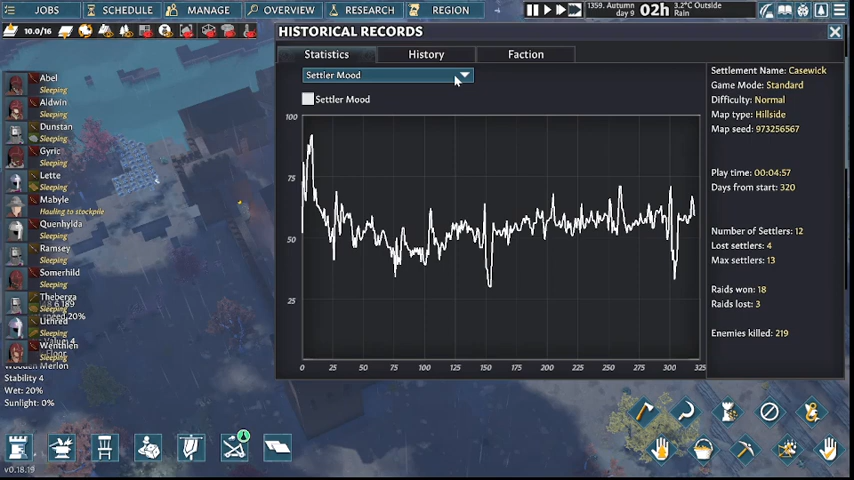 JOBS SCHEDULE MANAGE OVERVIEW RESEARCH REGION
1359. Autumn
day 9
02h
3.2°C Outside
Rain
10.0/16
HISTORICAL RECORDS
Statistics History Faction
Settler Mood
Settler Mood
100
75
50
25
0 25 50 75 100 125 150 175 200 225 250 275 300 325
Settlement Name: Casewick
Game Mode: Standard
Difficulty: Normal
Map type: Hillside
Map seed: 973256567
Play time: 00:04:57
Days from start: 320
Number of Settlers: 12
Lost settlers: 4
Max settlers: 13
Raids won: 18
Raids lost: 3
Enemies killed: 219
Abel
Sleeping
Aldwin
Sleeping
Dunstan
Sleeping
Gyric
Sleeping
Lette
Sleeping
Mabyle
Hauling to stockpile
Quenhylda
Sleeping
Ramsey
Sleeping
Somerhild
Sleeping
Theberga
Sleeping
Uthred
Sleeping
Wenthlen
Sleeping
Wooden Merlon
Stability 4
Wet: 20%
Sunlight: 0%
v0.18.19